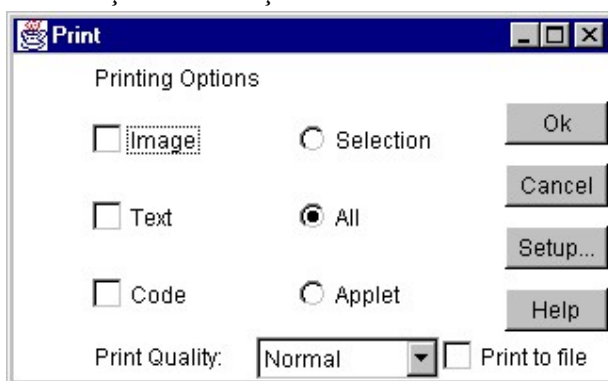 Print
Printing Options
Image Selection Ok
Cancel
Text All
Setup...
Code Applet
Help
Print Quality: Normal Print to file